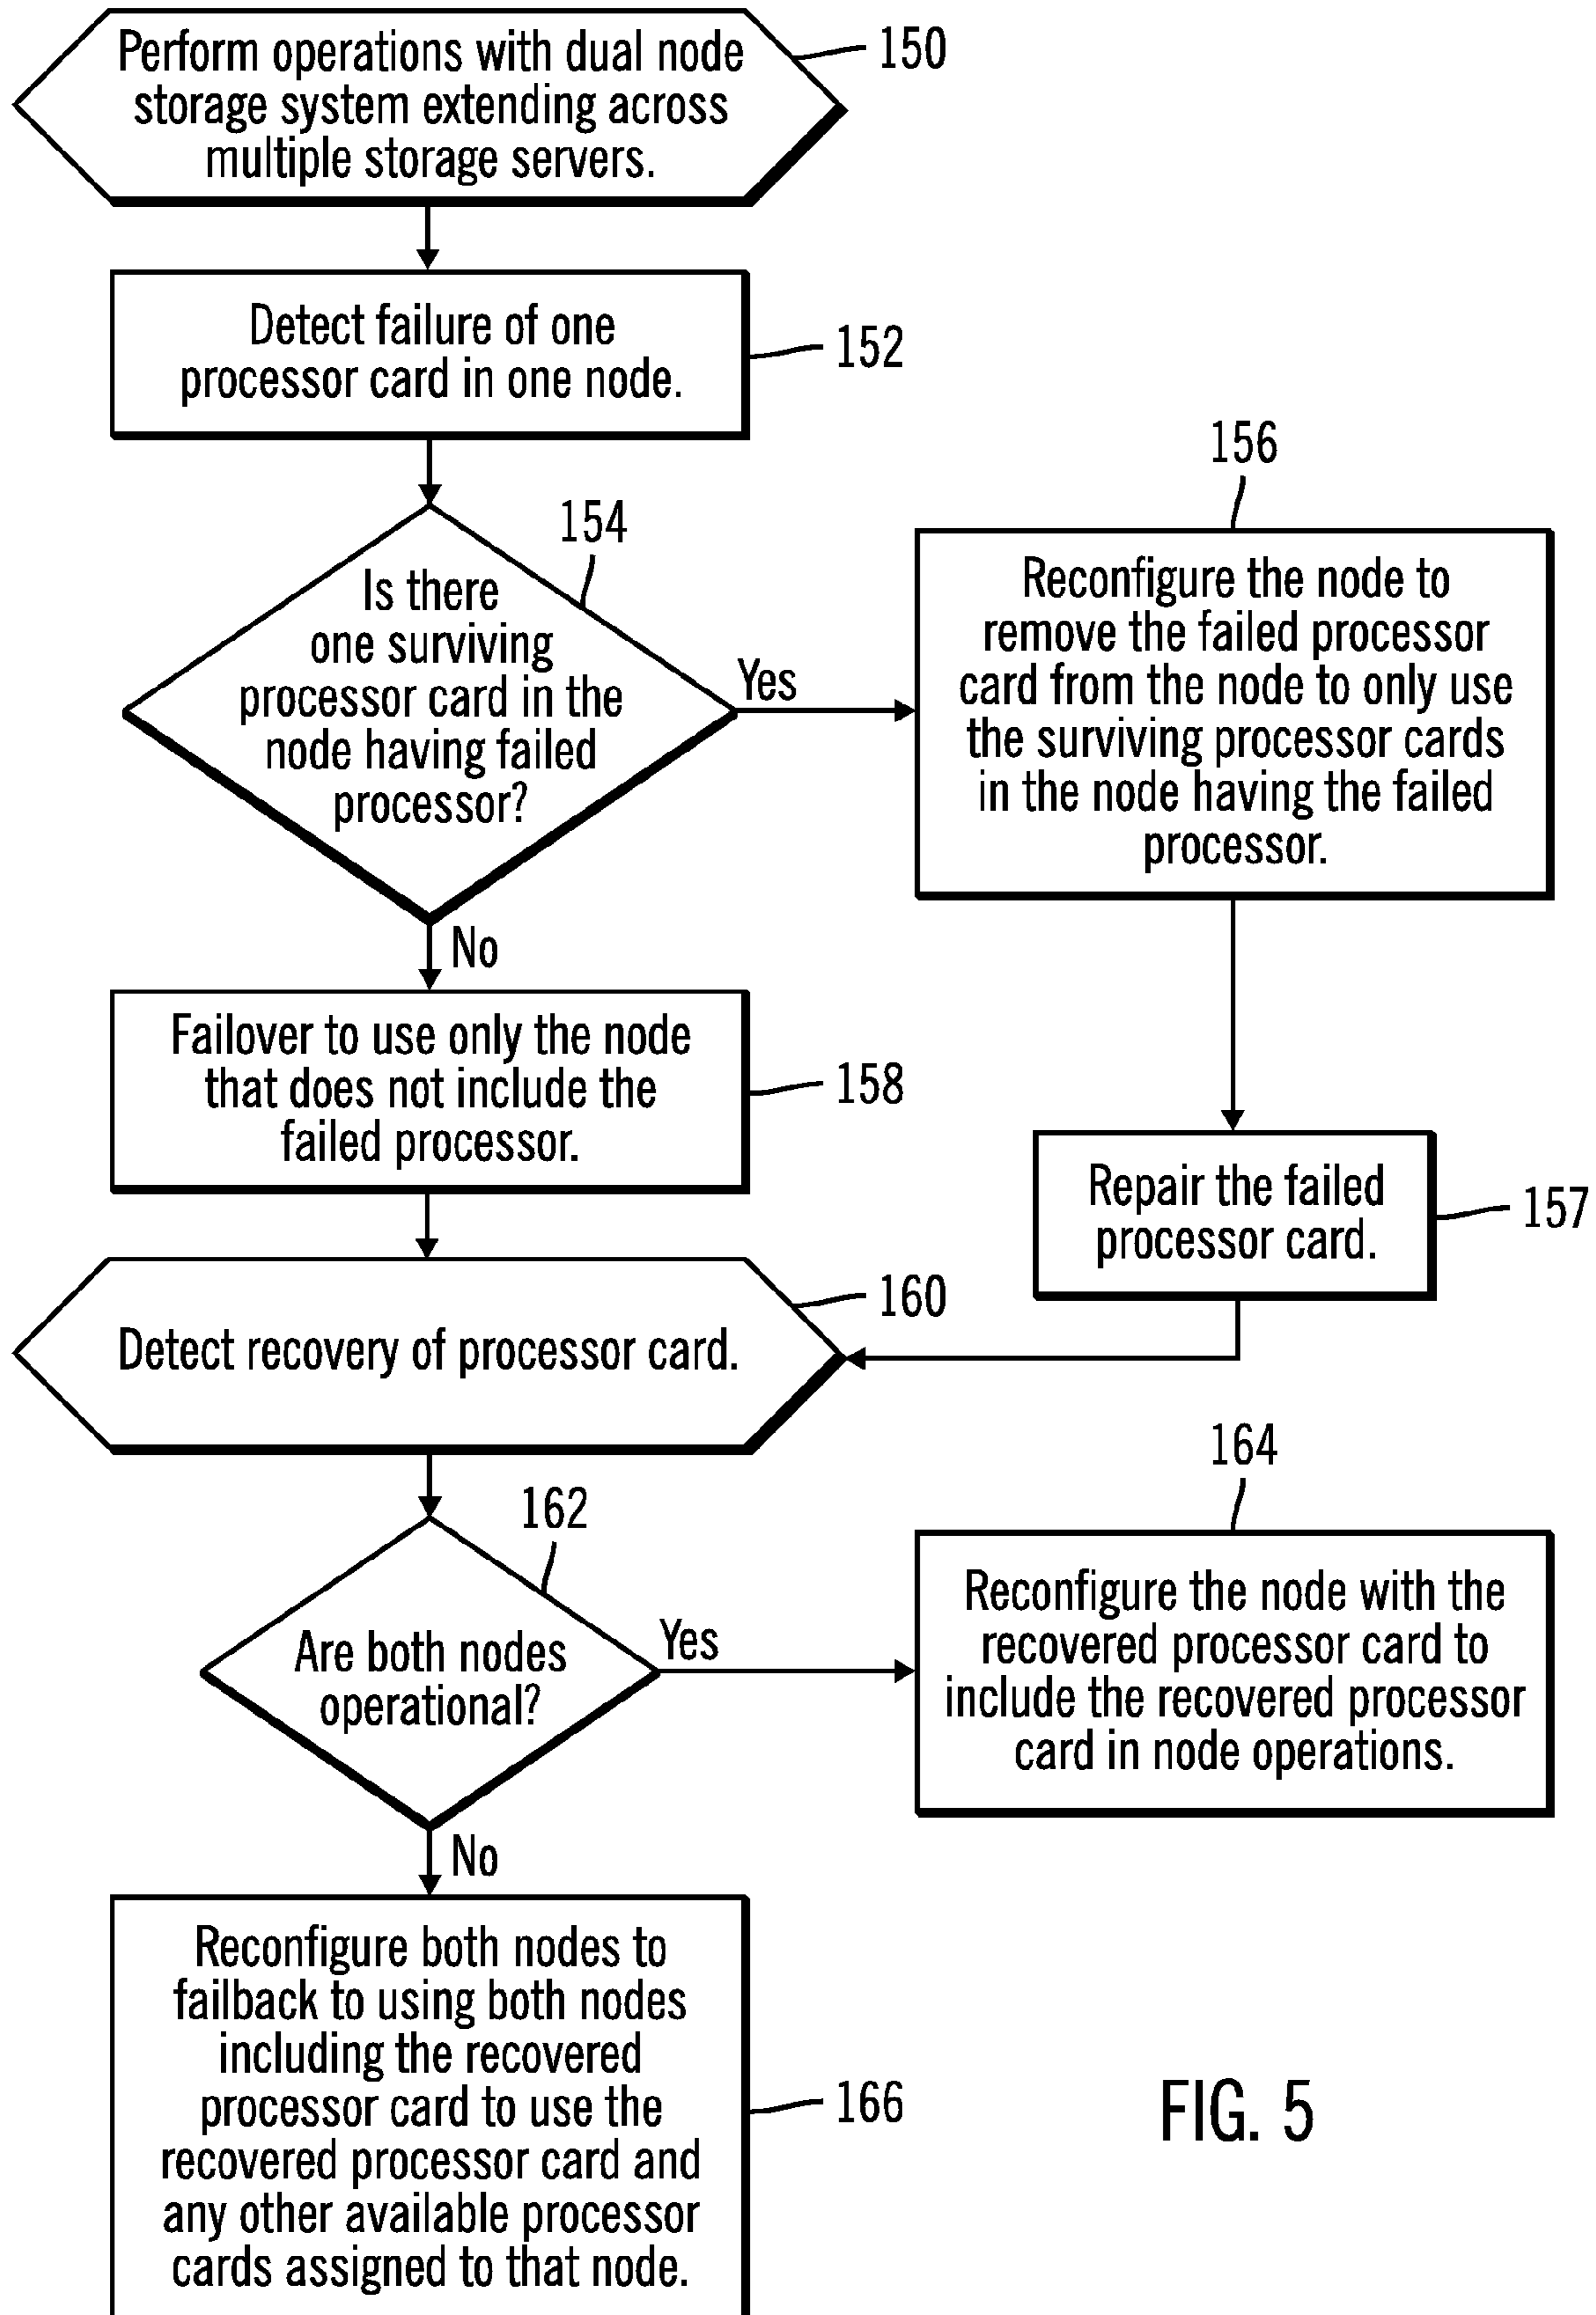 Perform operations with dual node
storage system extending across
multiple storage servers.
150
Detect failure of one
processor card in one node.
152
154
Is there
one surviving
processor card in the
node having failed
processor?
Yes
No
156
Reconfigure the node to
remove the failed processor
card from the node to only use
the surviving processor cards
in the node having the failed
processor.
Failover to use only the node
that does not include the
failed processor.
158
Repair the failed
processor card.
157
Detect recovery of processor card.
160
162
Are both nodes
operational?
Yes
No
164
Reconfigure the node with the
recovered processor card to
include the recovered processor
card in node operations.
Reconfigure both nodes to
failback to using both nodes
including the recovered
processor card to use the
recovered processor card and
any other available processor
cards assigned to that node.
166
FIG. 5